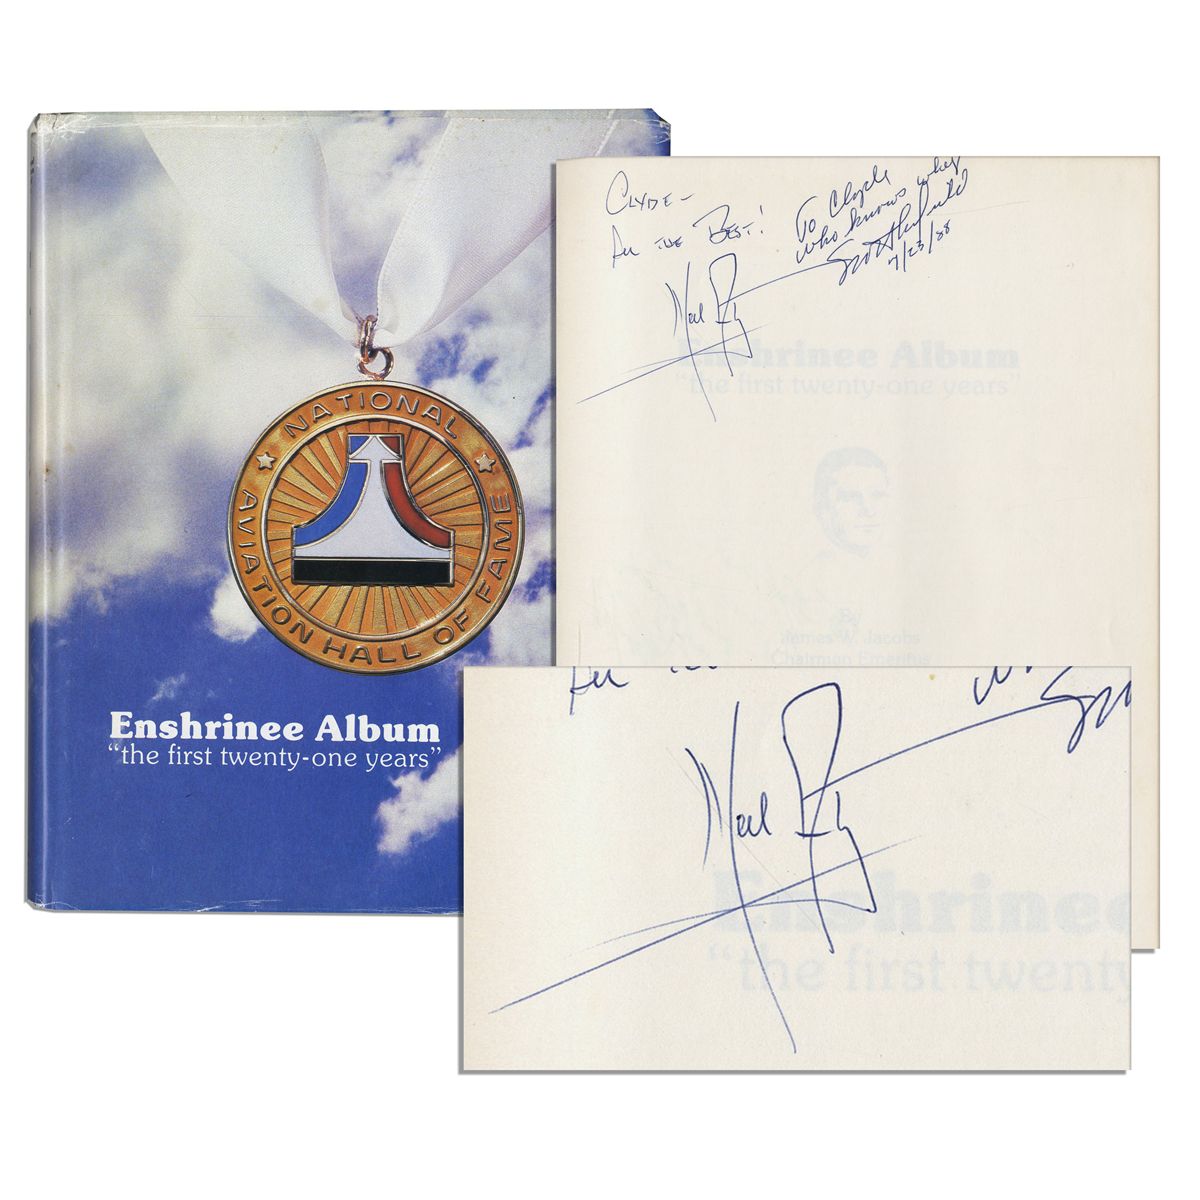 NATIONAL
AVIATION HALL OF FAME
Enshrinee Album
“the first twenty-one years”
CLYDE -
ALL THE BEST!
To Clyde
who knows
7/23/88
Neil
Enshrinee Album
"the first twenty-one years"
By
James W. Jacobs
Chairman Emeritus
Neil
Enshrinee
"the first twenty